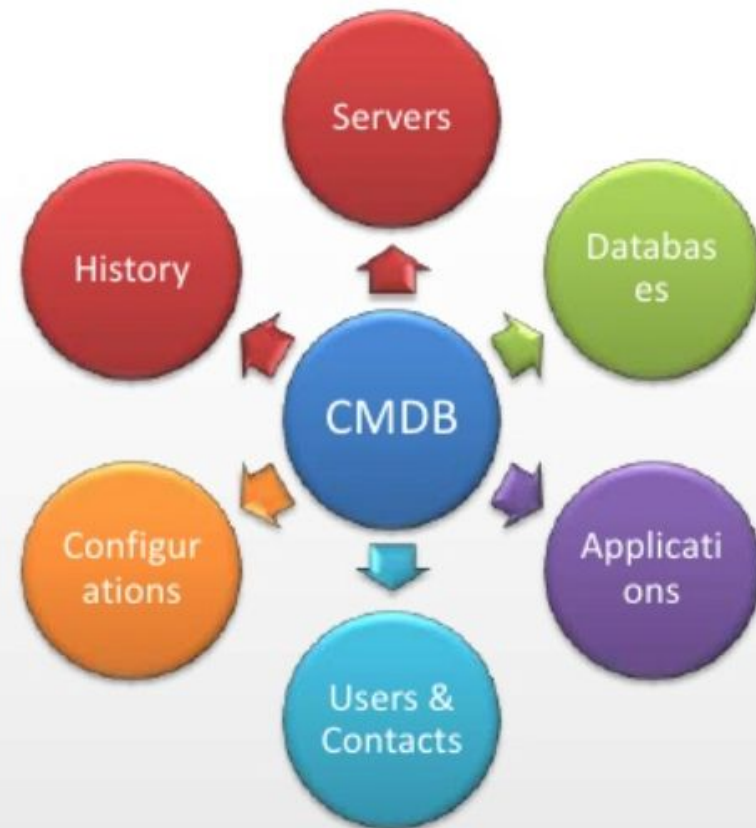 Servers
History
Databas
es
CMDB
Configur
ations
Applicati
ons
Users &
Contacts